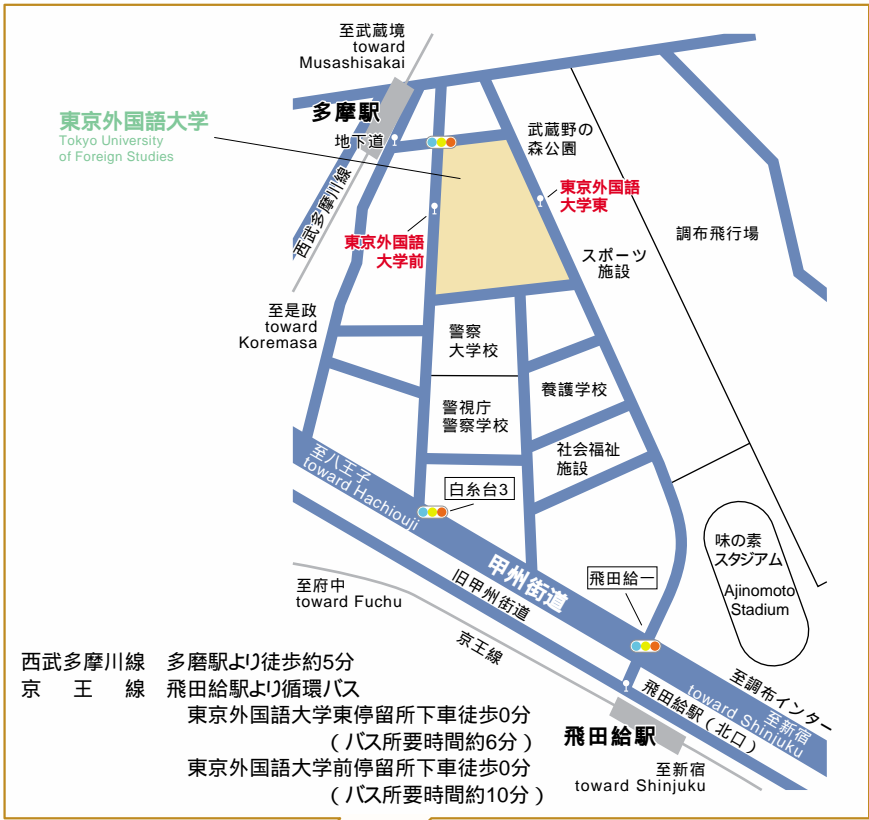 至武蔵境
toward
Musashisakai
多摩駅
地下道
東京外国語大学
Tokyo University
of Foreign Studies
武蔵野の
森公園
東京外国語
大学東
調布飛行場
西武多摩川線
東京外国語
大学前
スポーツ
施設
至是政
toward
Koremasa
警察
大学校
養護学校
警視庁
警察学校
社会福祉
施設
至八王子
toward Hachiouji
白糸台3
味の素
スタジアム
Ajinomoto
Stadium
甲州街道
飛田給一
旧甲州街道
至府中
toward Fuchu
京王線
至調布インター
至新宿
toward Shinjuku
飛田給駅(北口)
飛田給駅
至新宿
toward Shinjuku
西武多摩川線 多磨駅より徒歩約5分
京王線 飛田給駅より循環バス
東京外国語大学東停留所下車徒歩0分
(バス所要時間約6分)
東京外国語大学前停留所下車徒歩0分
(バス所要時間約10分)